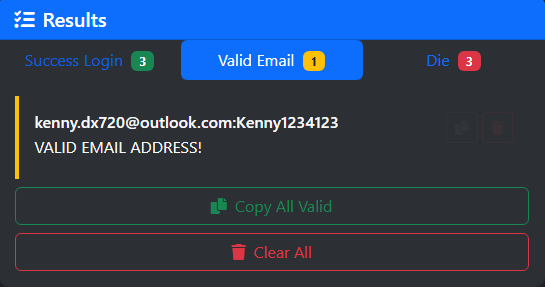 Results
Success Login 3
Valid Email 1
Die 3
kenny.dx720@outlook.com:Kenny1234123
VALID EMAIL ADDRESS!
Copy All Valid
Clear All